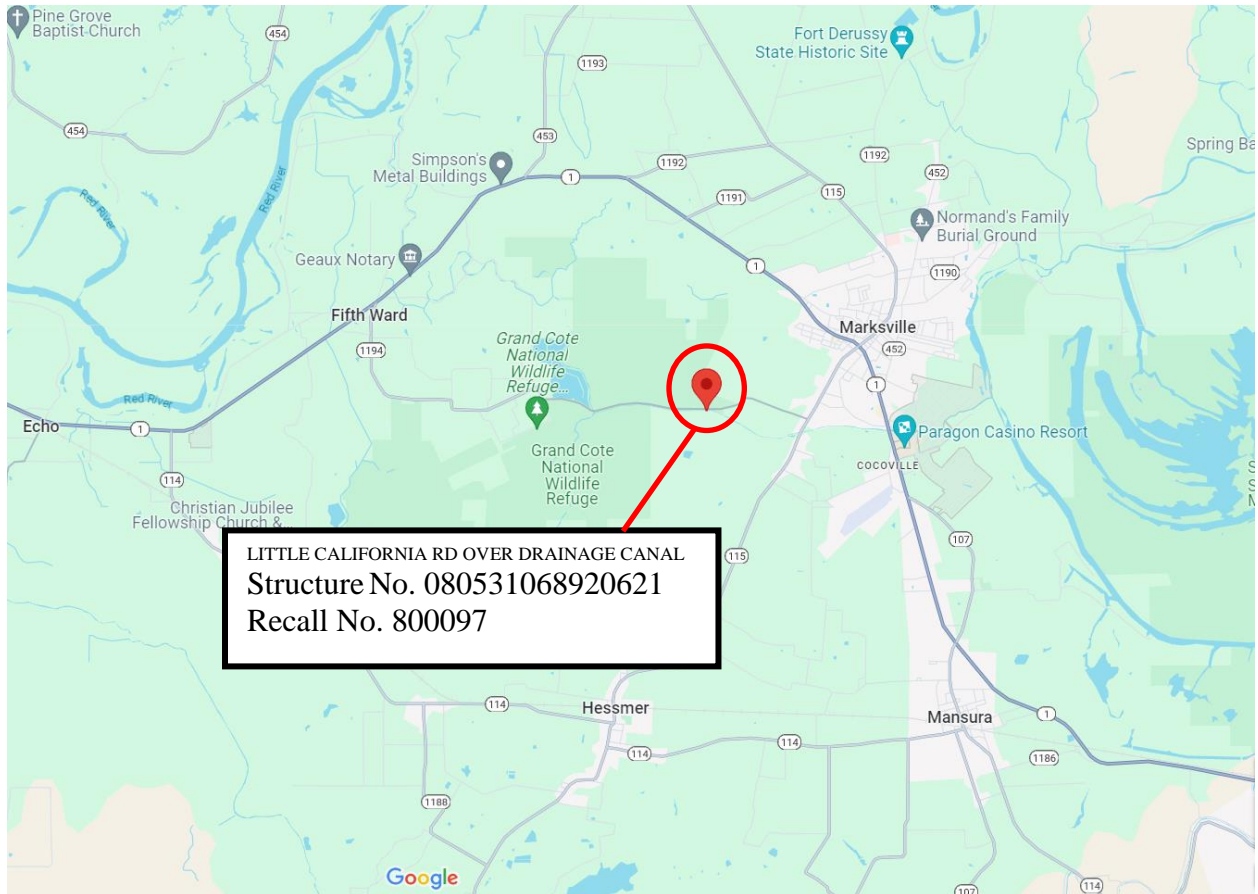 Pine Grove
Baptist Church
454
1193
Fort Derussy
State Historic Site
454
453
Simpson's
Metal Buildings
1
1192
1192
452
Spring Ba
1191
115
Red River
Red River
Normand's Family
Burial Ground
Geaux Notary
1
1190
Fifth Ward
1194
Grand Cote
National
Wildlife
Refuge...
Marksville
452
1
Red River
Echo
1
Grand Cote
National
Wildlife
Refuge
Paragon Casino Resort
COCOVILLE
114
Christian Jubilee
Fellowship Church &...
S
S
M
LITTLE CALIFORNIA RD OVER DRAINAGE CANAL
Structure No. 080531068920621
Recall No. 800097
115
107
114
Hessmer
114
114
Mansura
1
1186
1188
Google
107
114